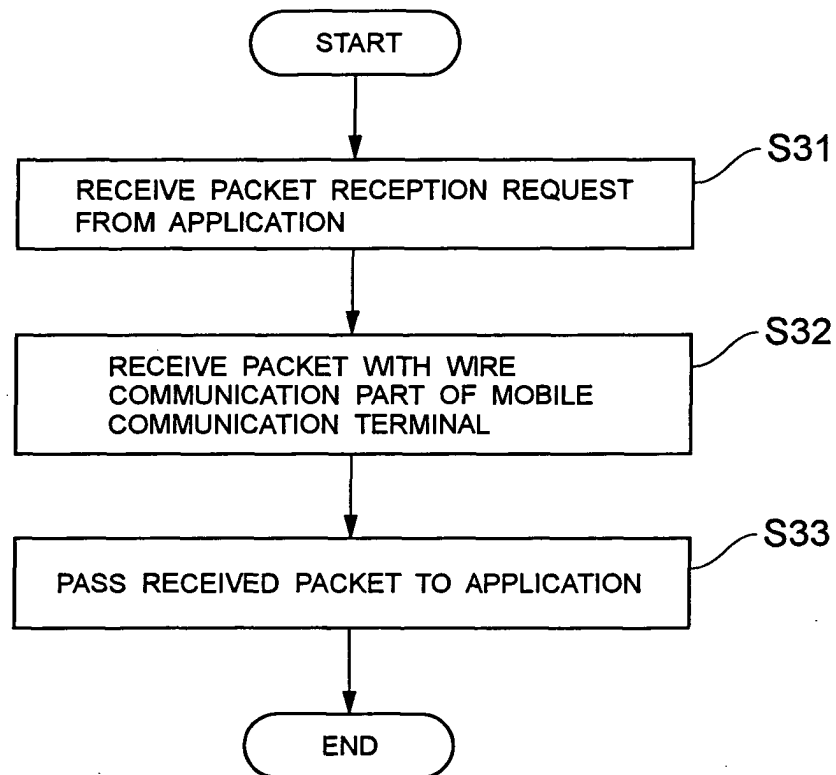 START
S31
RECEIVE PACKET RECEPTION REQUEST
FROM APPLICATION
S32
RECEIVE PACKET WITH WIRE
COMMUNICATION PART OF MOBILE
COMMUNICATION TERMINAL
S33
PASS RECEIVED PACKET TO APPLICATION
END